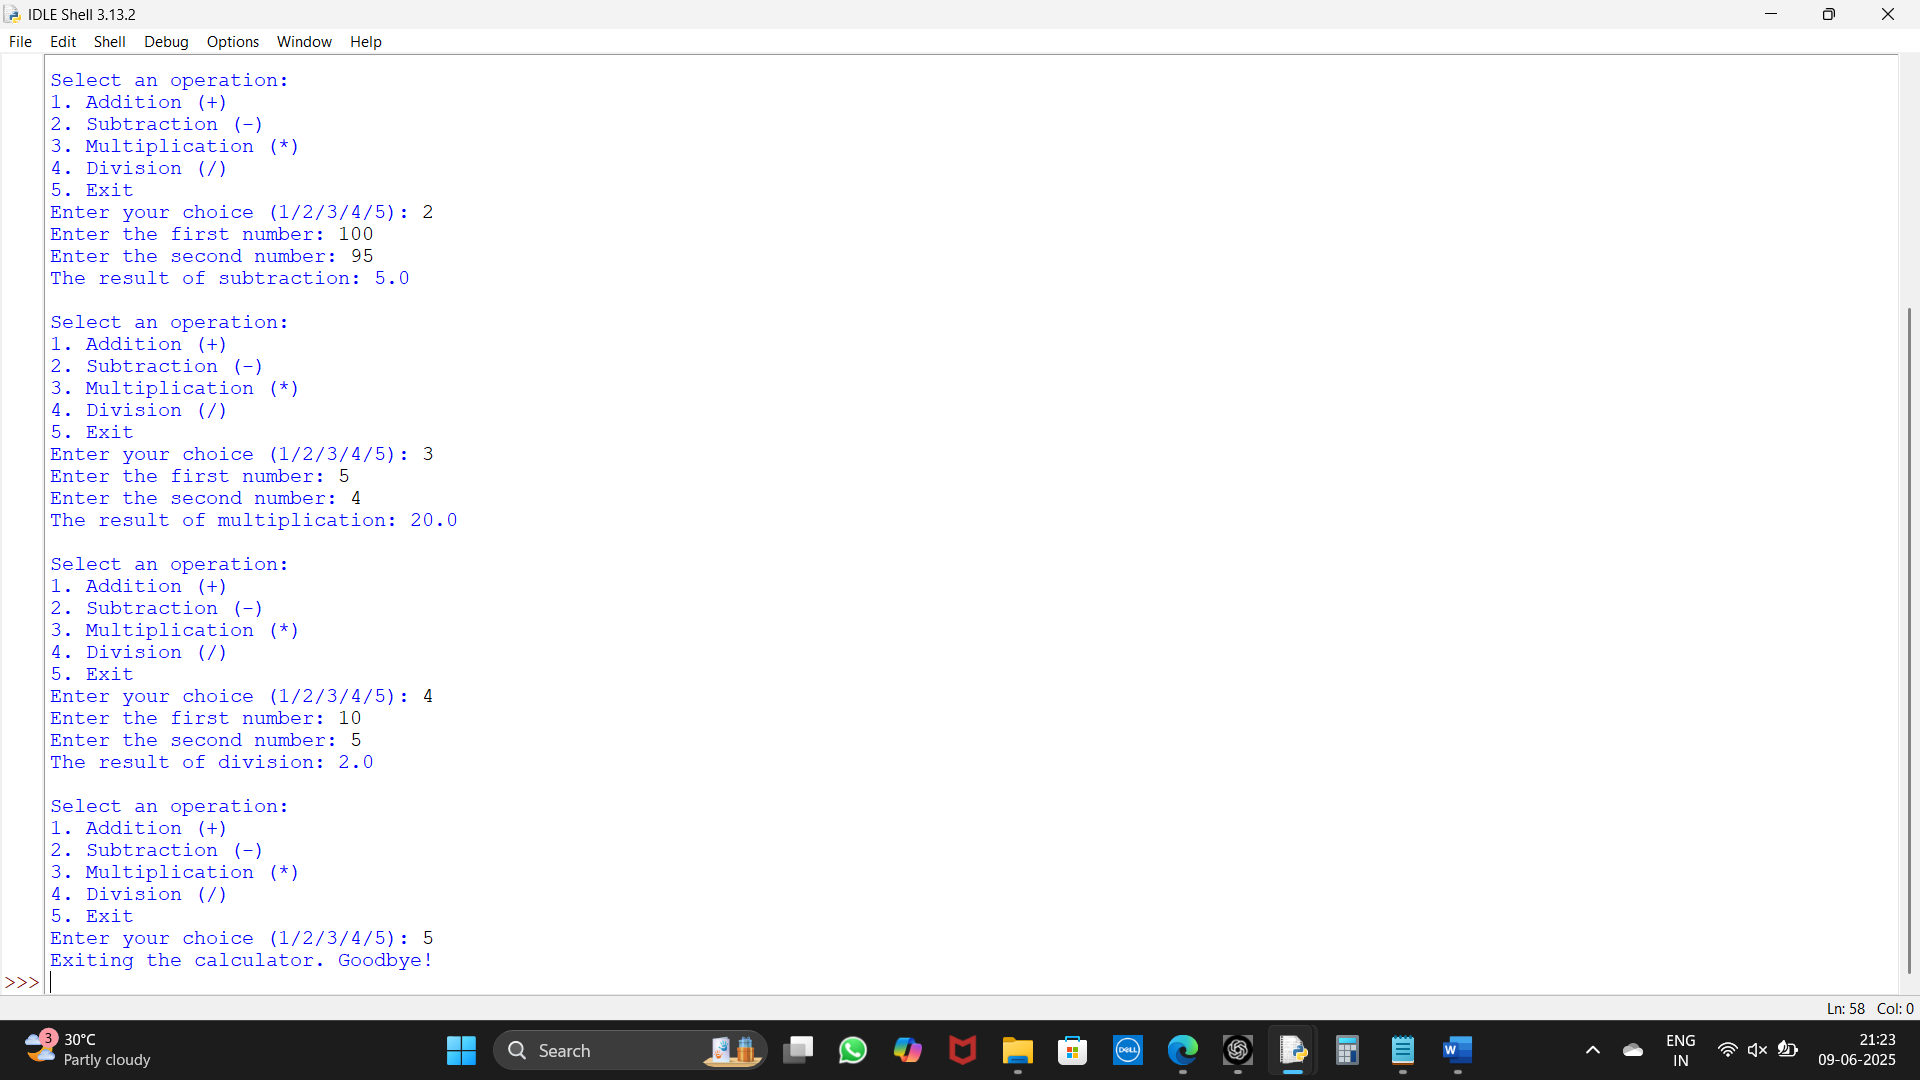 IDLE Shell 3.13.2
File Edit Shell Debug Options Window Help
Select an operation:
1. Addition (+)
2. Subtraction (-)
3. Multiplication (*)
4. Division (/)
5. Exit
Enter your choice (1/2/3/4/5): 2
Enter the first number: 100
Enter the second number: 95
The result of subtraction: 5.0
Select an operation:
1. Addition (+)
2. Subtraction (-)
3. Multiplication (*)
4. Division (/)
5. Exit
Enter your choice (1/2/3/4/5): 3
Enter the first number: 5
Enter the second number: 4
The result of multiplication: 20.0
Select an operation:
1. Addition (+)
2. Subtraction (-)
3. Multiplication (*)
4. Division (/)
5. Exit
Enter your choice (1/2/3/4/5): 4
Enter the first number: 10
Enter the second number: 5
The result of division: 2.0
Select an operation:
1. Addition (+)
2. Subtraction (-)
3. Multiplication (*)
4. Division (/)
5. Exit
Enter your choice (1/2/3/4/5): 5
Exiting the calculator. Goodbye!
>>>
Ln: 58 Col: 0
3
30°C
Partly cloudy
Search
DELL
W
ENG
IN
21:23
09-06-2025